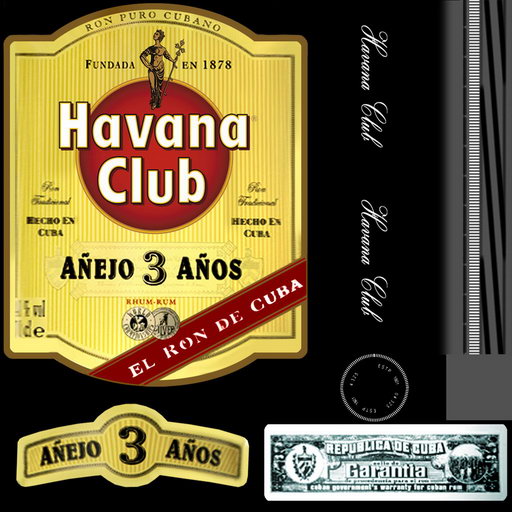 RON PURO CUBANO
FUNDADA EN 1878
Havana
Club
Ron
Tradicional
HECHO EN
CUBA
Ron
Tradicional
HECHO EN
CUBA
AÑEJO 3 AÑOS
RHUM-RUM
EL RON DE CUBA
AÑEJO 3 AÑOS
Havana Club
Havana Club
REPUBLICA DE CUBA
Garantia
cuban government's warranty for cuban rum